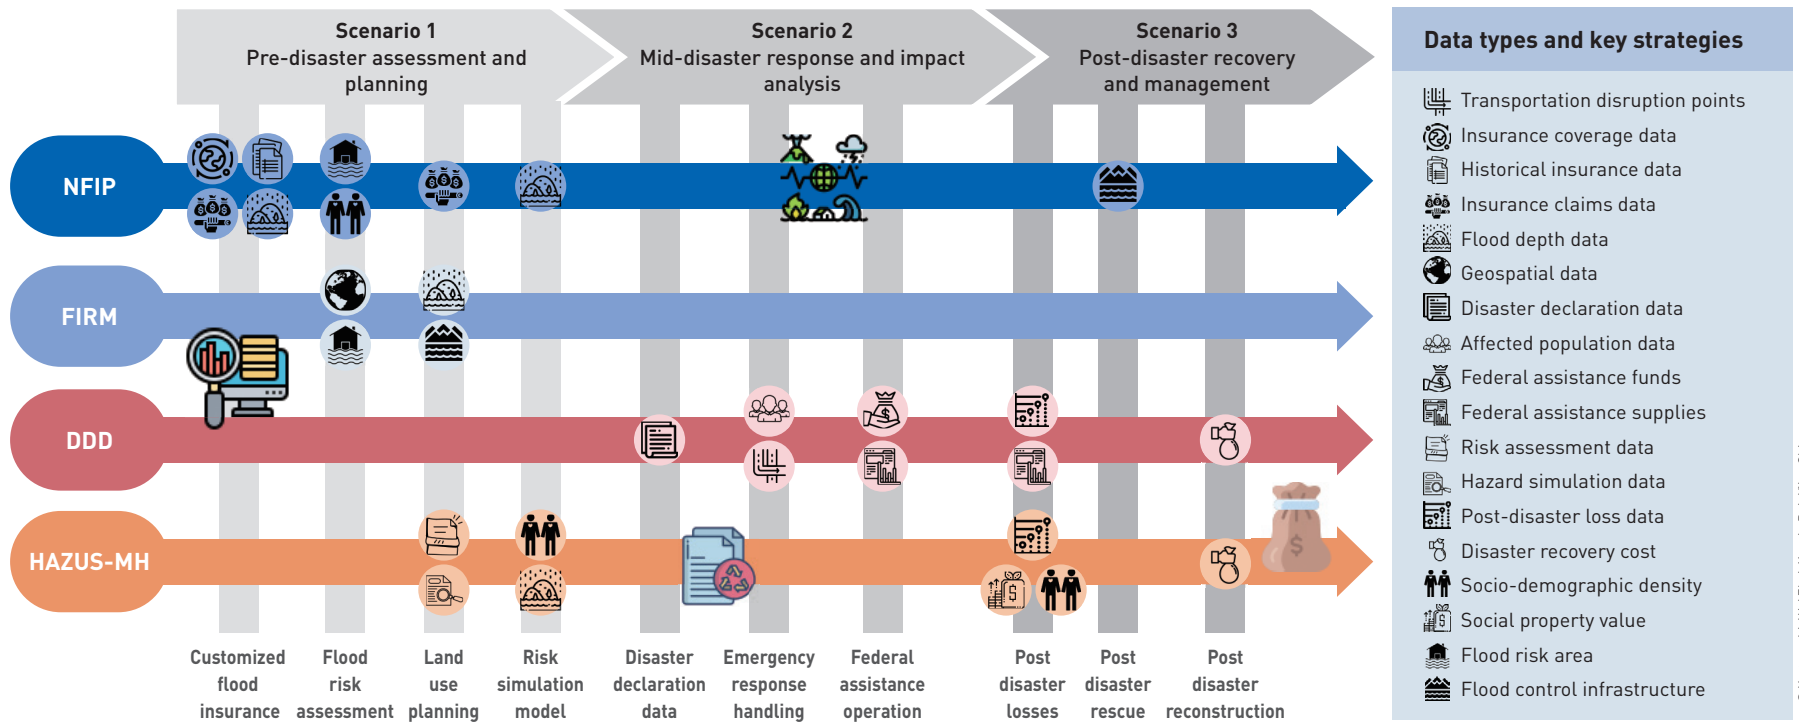 Scenario 1
Pre-disaster assessment and
planning
Scenario 2
Mid-disaster response and impact
analysis
Scenario 3
Post-disaster recovery
and management
NFIP
FIRM
DDD
HAZUS-MH
Customized
flood
insurance
Flood
risk
assessment
Land
use
planning
Risk
simulation
model
Disaster
declaration
data
Emergency
response
handling
Federal
assistance
operation
Post
disaster
losses
Post
disaster
rescue
Post
disaster
reconstruction
Data types and key strategies
Transportation disruption points
Insurance coverage data
Historical insurance data
Insurance claims data
Flood depth data
Geospatial data
Disaster declaration data
Affected population data
Federal assistance funds
Federal assistance supplies
Risk assessment data
Hazard simulation data
Post-disaster loss data
Disaster recovery cost
Socio-demographic density
Social property value
Flood risk area
Flood control infrastructure